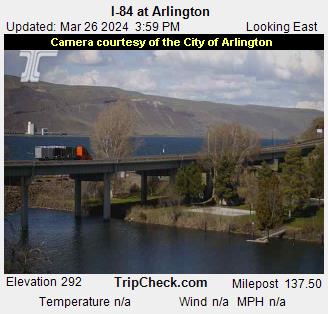 I-84 at Arlington
Updated: Mar 26 2024 3:59 PM Looking East
Camera courtesy of the City of Arlington
Elevation 292 TripCheck.com Milepost 137.50
Temperature n/a Wind n/a MPH n/a